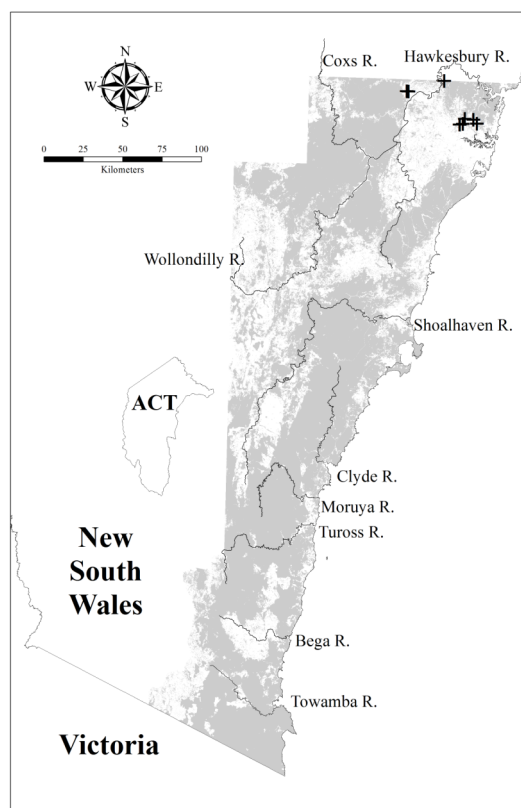 Coxs R.
Hawkesbury R.
N
W E
S
0 25 50 75 100
Kilometers
Wollondilly R.
Shoalhaven R.
ACT
Clyde R.
Moruya R.
Tuross R.
New
South
Wales
Bega R.
Towamba R.
Victoria